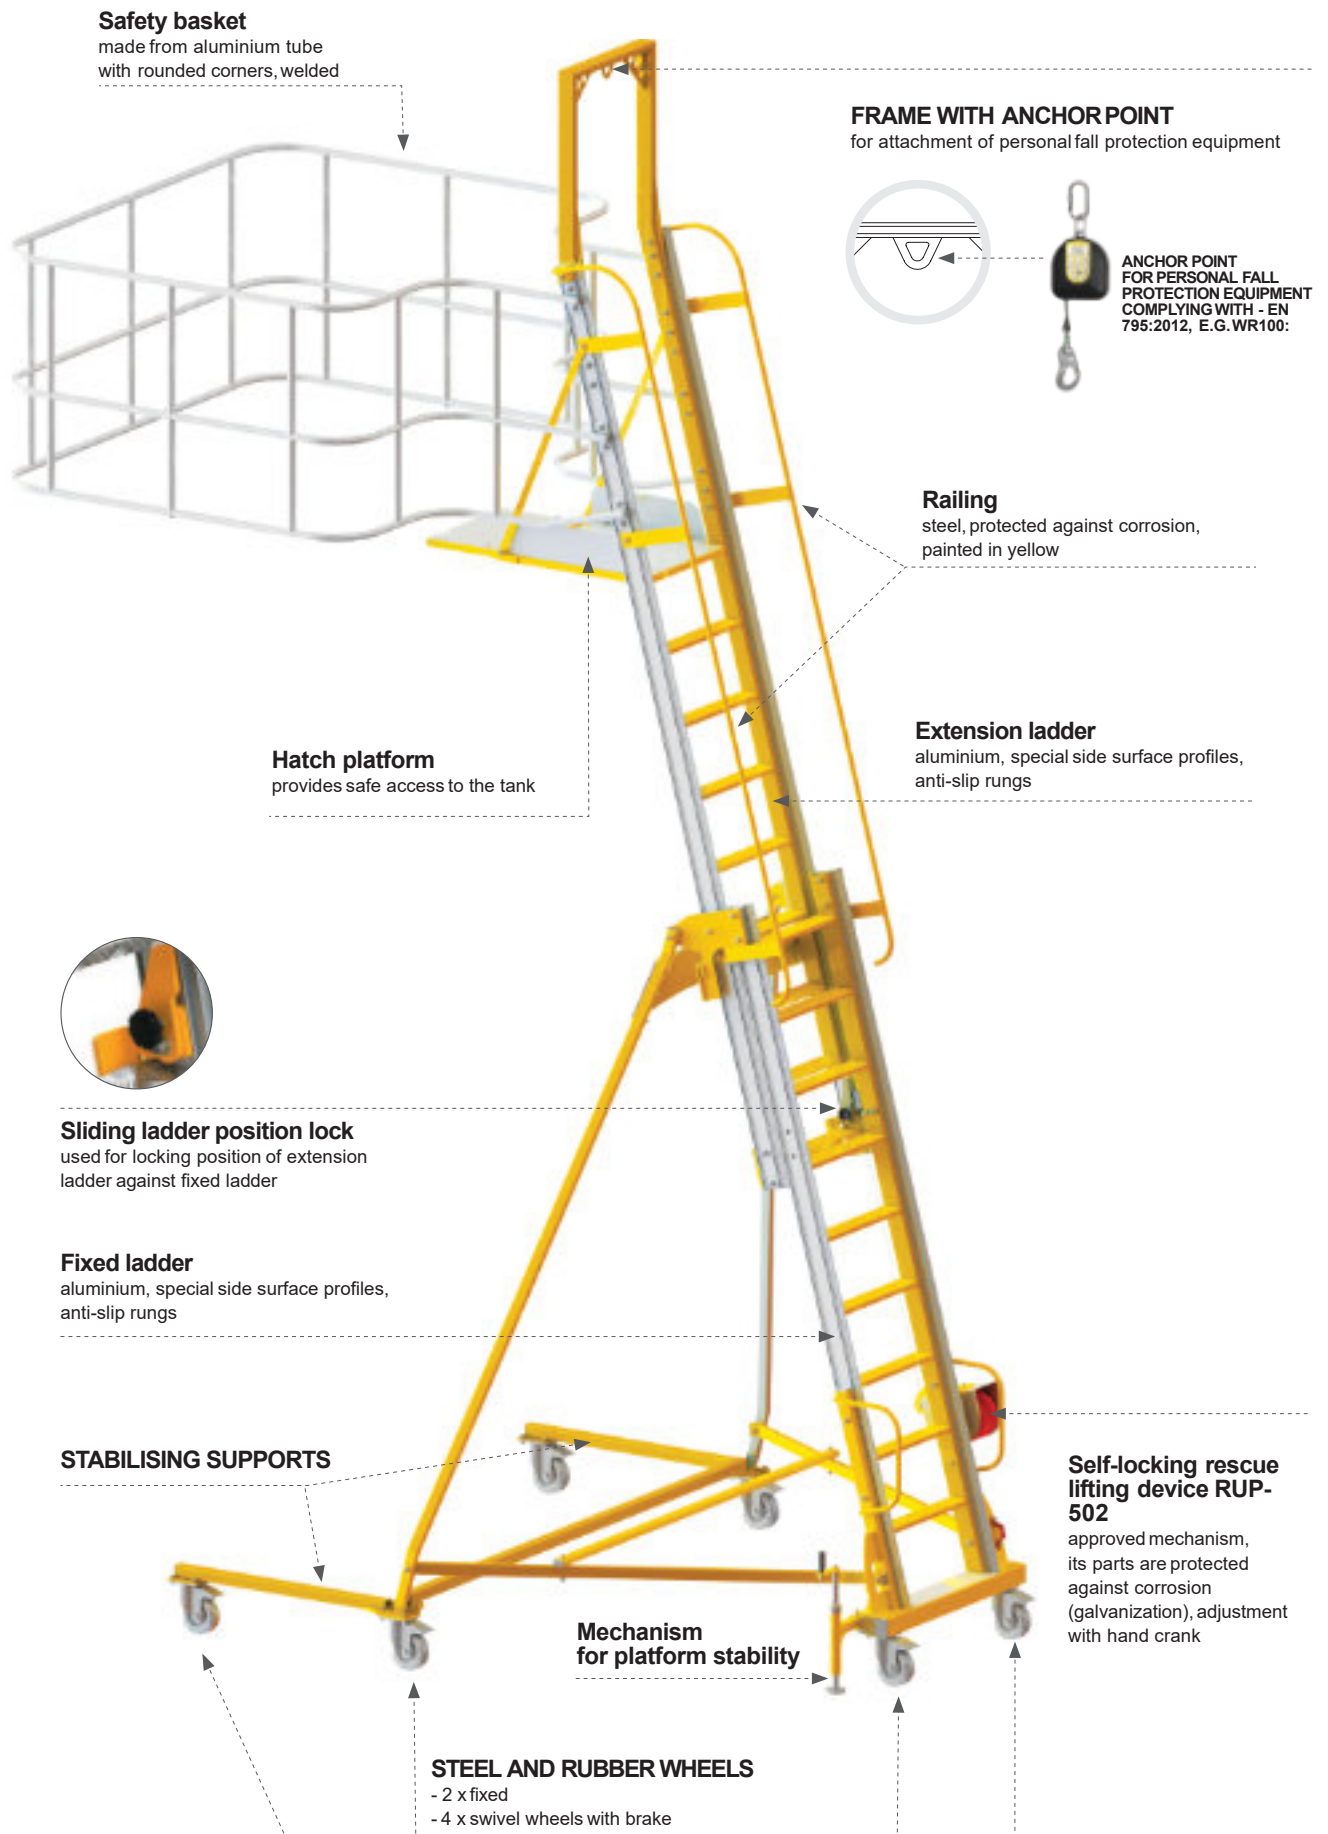 Safety basket
made from aluminium tube
with rounded corners, welded
FRAME WITH ANCHOR POINT
for attachment of personal fall protection equipment
ANCHOR POINT
FOR PERSONAL FALL
PROTECTION EQUIPMENT
COMPLYING WITH - EN
795:2012, E.G. WR100:
Railing
steel, protected against corrosion,
painted in yellow
Extension ladder
aluminium, special side surface profiles,
anti-slip rungs
Hatch platform
provides safe access to the tank
Sliding ladder position lock
used for locking position of extension
ladder against fixed ladder
Fixed ladder
aluminium, special side surface profiles,
anti-slip rungs
STABILISING SUPPORTS
Self-locking rescue
lifting device RUP-
502
approved mechanism,
its parts are protected
against corrosion
(galvanization), adjustment
with hand crank
Mechanism
for platform stability
STEEL AND RUBBER WHEELS
- 2 x fixed
- 4 x swivel wheels with brake